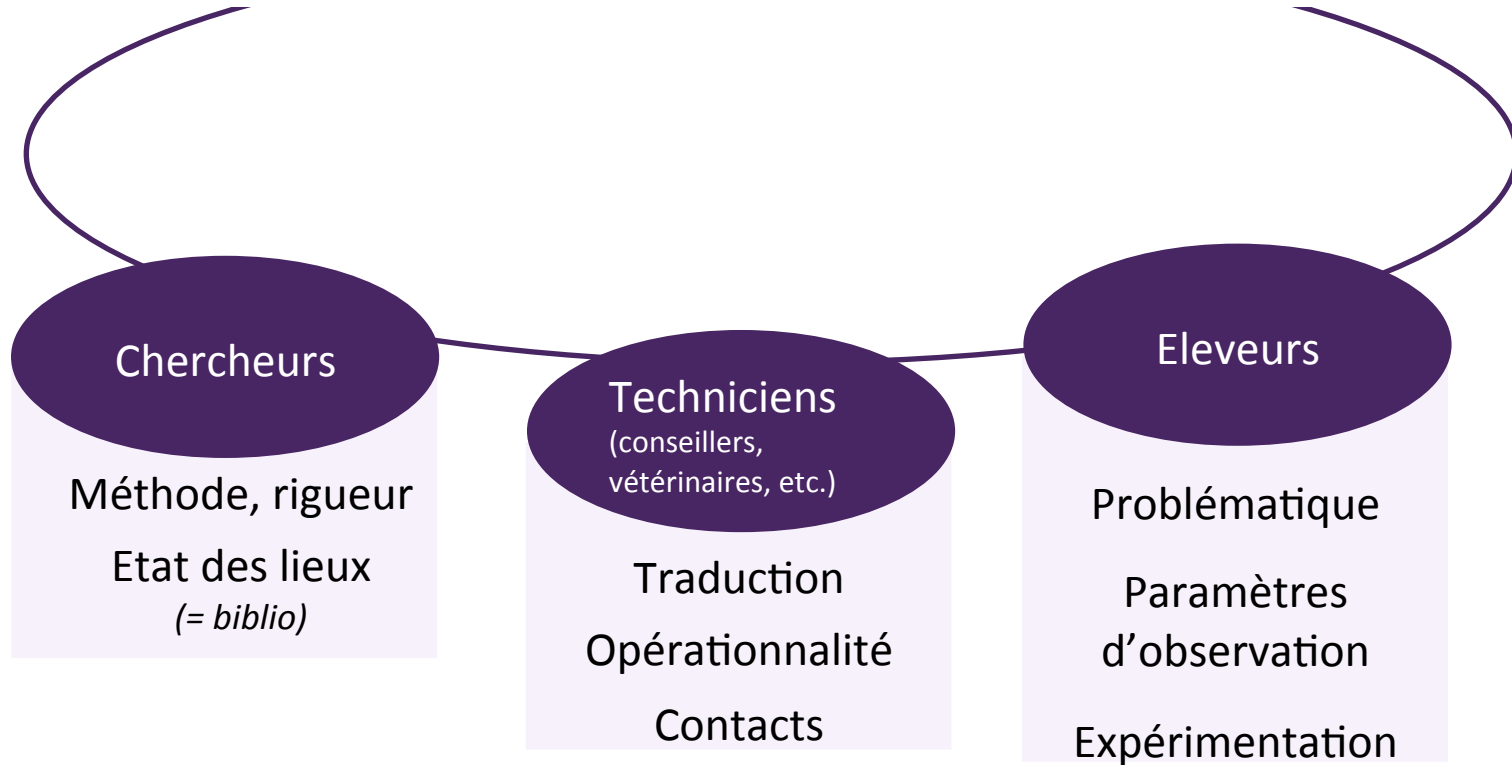 Chercheurs
Méthode, rigueur
Etat des lieux
(= biblio)
Techniciens
(conseillers,
vétérinaires, etc.)
Traduction
Opérationnalité
Contacts
Eleveurs
Problématique
Paramètres
d’observation
Expérimentation